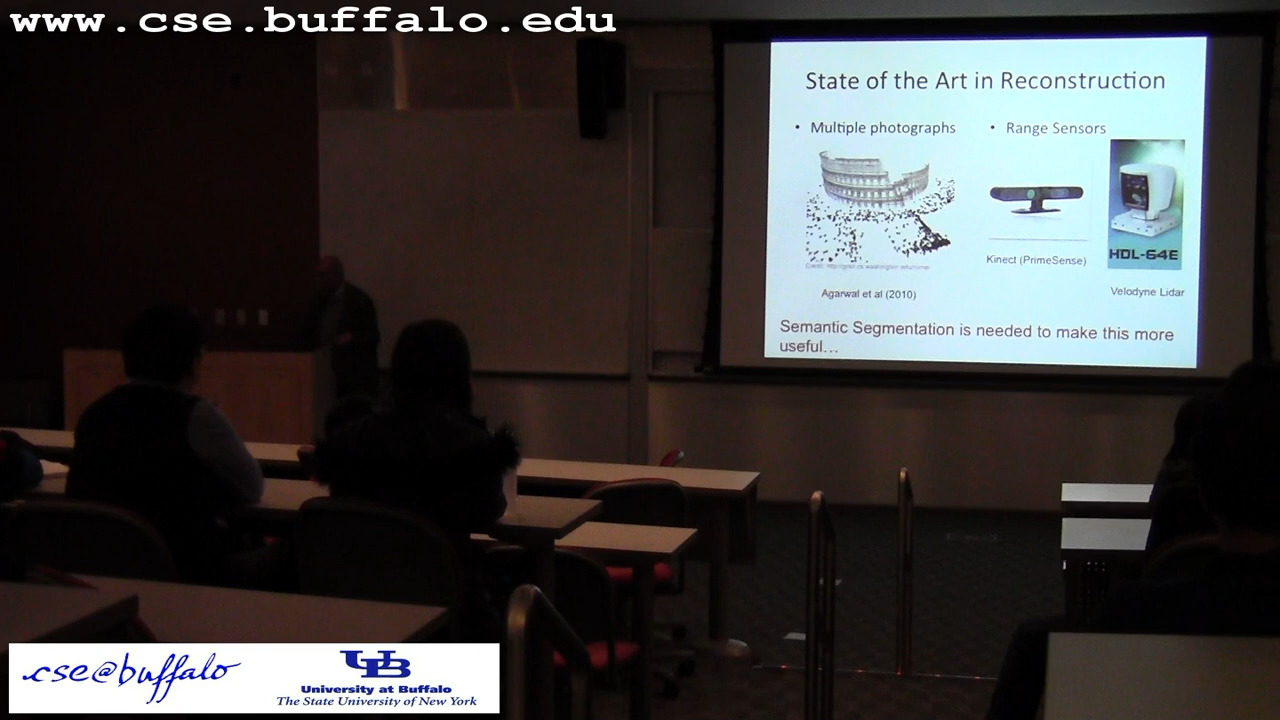 www.cse.buffalo.edu
State of the Art in Reconstruction
• Multiple photographs
• Range Sensors
HDL-64E
Kinect (PrimeSense)
Agarwal et al (2010)
Velodyne Lidar
Semantic Segmentation is needed to make this more
useful...
cse@buffalo
UB
University at Buffalo
The State University of New York